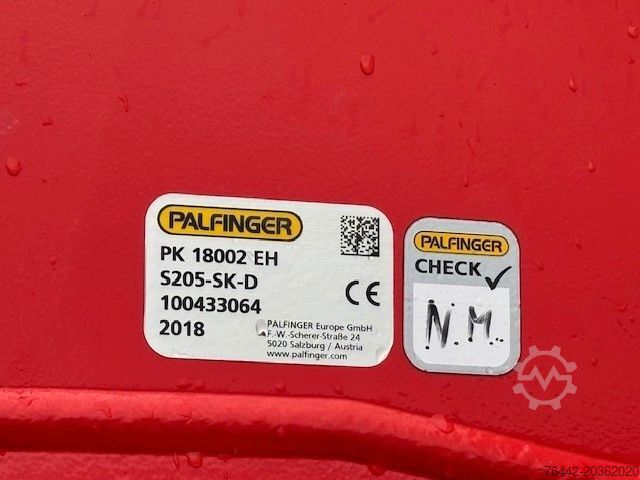 PALFINGER
PK 18002 EH
S205-SK-D
100433064
2018
CE
PALFINGER Europe GmbH
F.-W.-Scherer-Straße 24
5020 Salzburg / Austria
www.palfinger.com
PALFINGER
CHECK ✓
N.M.
76442-20362020